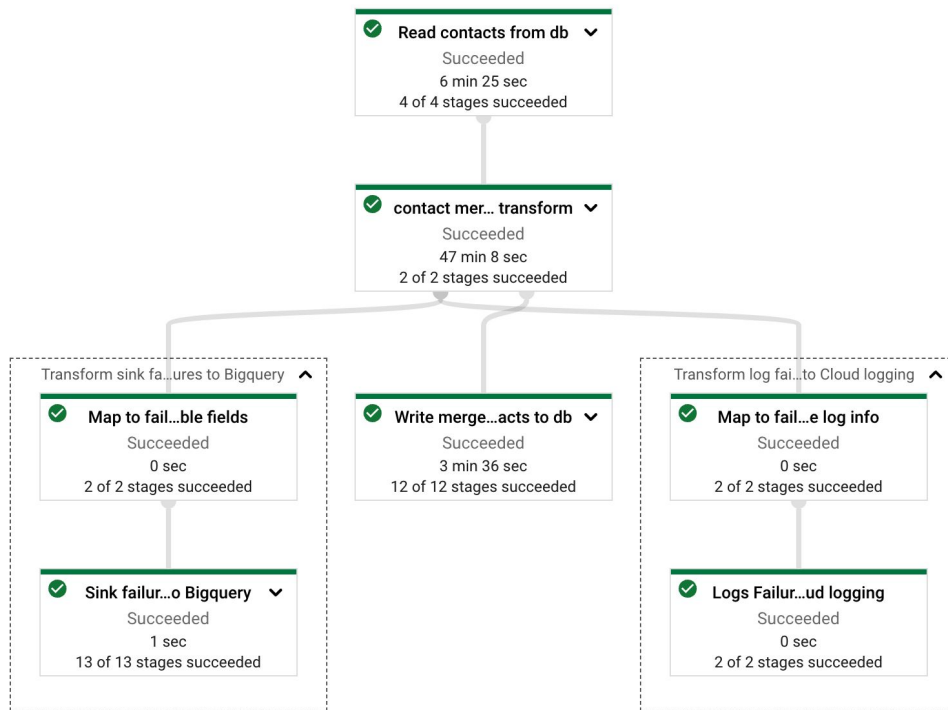 Read contacts from db
Succeeded
6 min 25 sec
4 of 4 stages succeeded
contact mer... transform
Succeeded
47 min 8 sec
2 of 2 stages succeeded
Transform sink fa...ures to Bigquery
Map to fail...ble fields
Succeeded
0 sec
2 of 2 stages succeeded
Sink failur...o Bigquery
Succeeded
1 sec
13 of 13 stages succeeded
Write merge...acts to db
Succeeded
3 min 36 sec
12 of 12 stages succeeded
Transform log fai...to Cloud logging
Map to fail...e log info
Succeeded
0 sec
2 of 2 stages succeeded
Logs Failur...ud logging
Succeeded
0 sec
2 of 2 stages succeeded